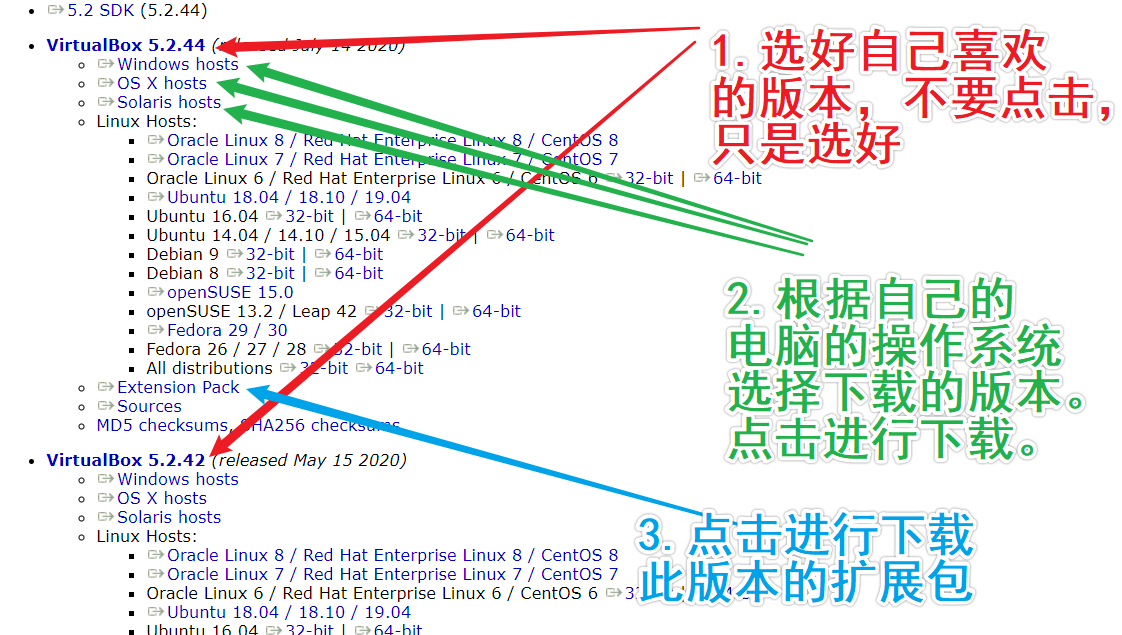 5.2 SDK (5.2.44)
VirtualBox 5.2.44 (released July 14 2020)
Windows hosts
OS X hosts
Solaris hosts
Linux Hosts:
Oracle Linux 8 / Red Hat Enterprise Linux 8 / CentOS 8
Oracle Linux 7 / Red Hat Enterprise Linux 7 / CentOS 7
Oracle Linux 6 / Red Hat Enterprise Linux 6 / CentOS 6 32-bit | 64-bit
Ubuntu 18.04 / 18.10 / 19.04
Ubuntu 16.04 32-bit | 64-bit
Ubuntu 14.04 / 14.10 / 15.04 32-bit | 64-bit
Debian 9 32-bit | 64-bit
Debian 8 32-bit | 64-bit
openSUSE 15.0
openSUSE 13.2 / Leap 42 32-bit | 64-bit
Fedora 29 / 30
Fedora 26 / 27 / 28 32-bit | 64-bit
All distributions 32-bit 64-bit
Extension Pack
Sources
MD5 checksums, SHA256 checksums
VirtualBox 5.2.42 (released May 15 2020)
Windows hosts
OS X hosts
Solaris hosts
Linux Hosts:
Oracle Linux 8 / Red Hat Enterprise Linux 8 / CentOS 8
Oracle Linux 7 / Red Hat Enterprise Linux 7 / CentOS 7
Oracle Linux 6 / Red Hat Enterprise Linux 6 / CentOS 6
Ubuntu 18.04 / 18.10 / 19.04
Ubuntu 16.04 32-bit | 64-bit
1.选好自己喜欢
的版本，不要点击，
只是选好
2.根据自己的
电脑的操作系统
选择下载的版本。
点击进行下载。
3.点击进行下载
此版本的扩展包